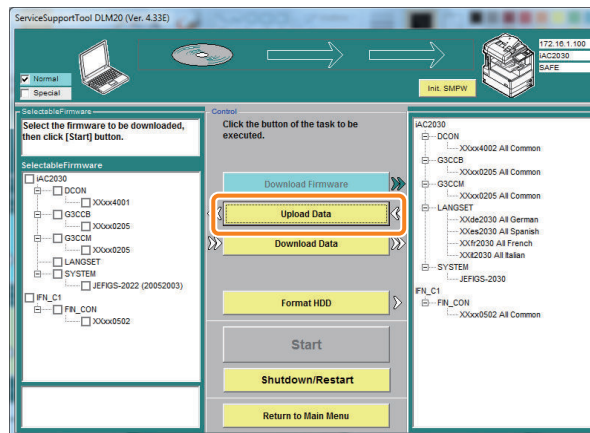 ServiceSupportTool DLM20 (Ver. 4.33E)
172.16.1.100
iAC2030
SAFE
Normal
Special
Init. SMPW
SelectableFirmware
Select the firmware to be downloaded,
then click [Start] button.
SelectableFirmware
iAC2030
DCON
XXxx4001
G3CCB
XXxx0205
G3CCM
XXxx0205
LANGSET
SYSTEM
JEFIGS-2022 (20052003)
IFN_C1
FIN_CON
XXxx0502
Control
Click the button of the task to be
executed.
Download Firmware
Upload Data
Download Data
Format HDD
Start
Shutdown/Restart
Return to Main Menu
iAC2030
DCON
XXxx4002 All Common
G3CCB
XXxx0205 All Common
G3CCM
XXxx0205 All Common
LANGSET
XXde2030 All German
XXes2030 All Spanish
XXfr2030 All French
XXit2030 All Italian
SYSTEM
JEFIGS-2030
IFN_C1
FIN_CON
XXxx0502 All Common